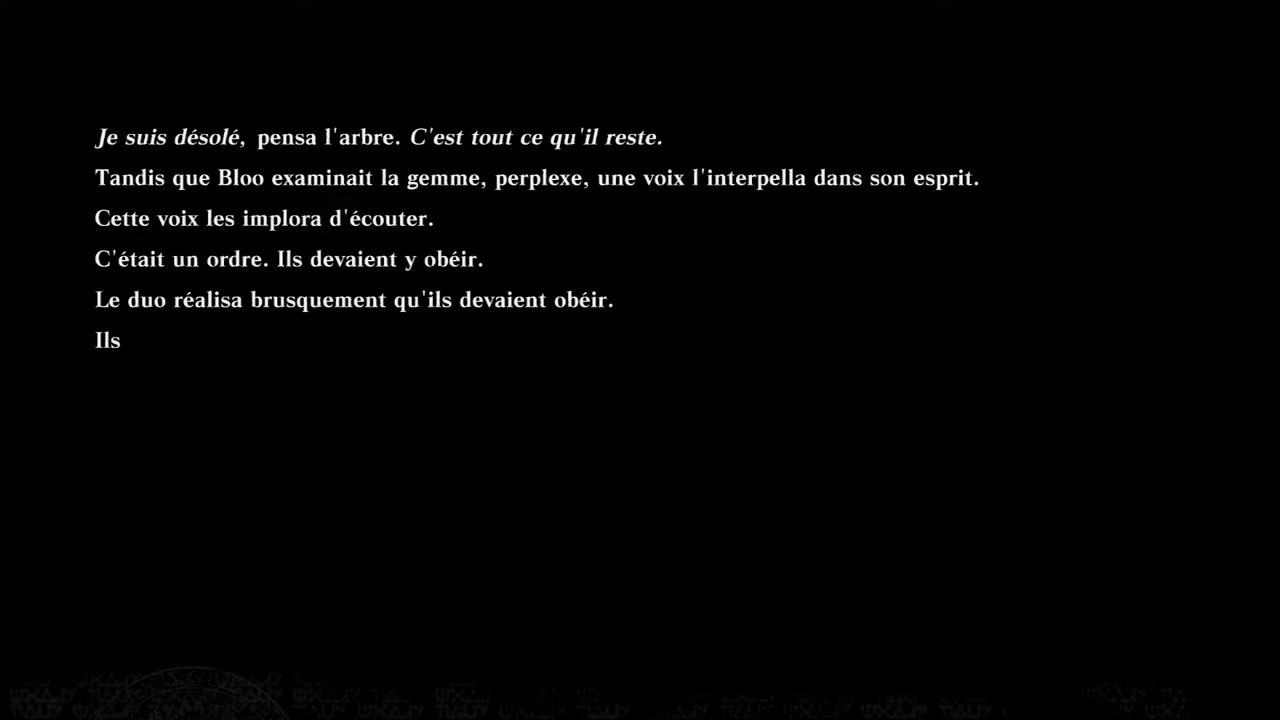 Je suis désolé, pensa l'arbre. C'est tout ce qu'il reste.
Tandis que Bloo examinait la gemme, perplexe, une voix l'interpella dans son esprit.
Cette voix les implora d'écouter.
C'était un ordre. Ils devaient y obéir.
Le duo réalisa brusquement qu'ils devaient obéir.
Ils